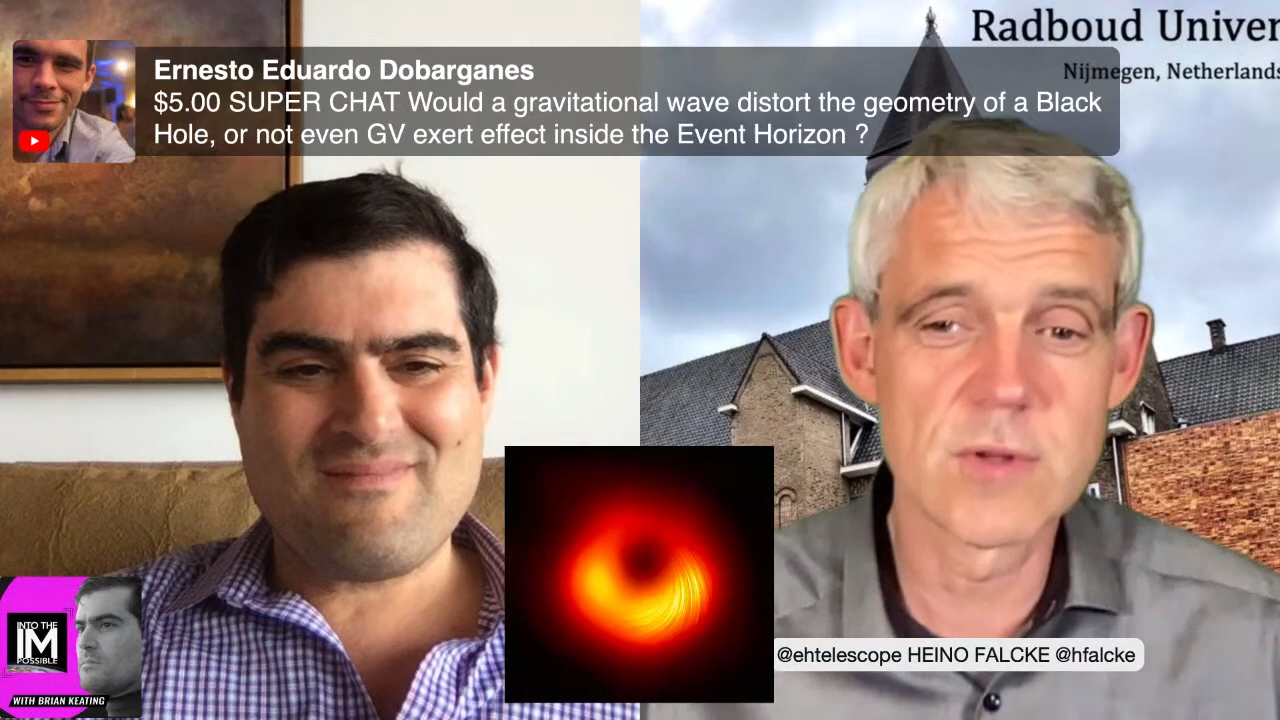 Radboud Univer
Nijmegen, Netherlands
Ernesto Eduardo Dobarganes
$5.00 SUPER CHAT Would a gravitational wave distort the geometry of a Black
Hole, or not even GV exert effect inside the Event Horizon ?
INTO THE
IM
POSSIBLE
WITH BRIAN KEATING
@ehtelescope HEINO FALCKE @hfalcke